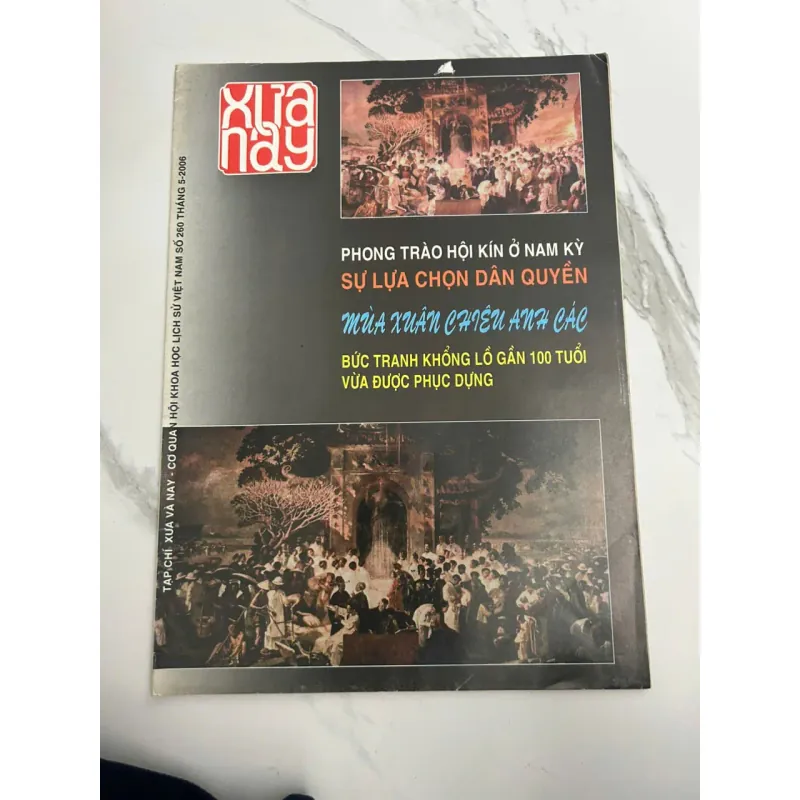 XƯA
NAY
PHONG TRÀO HỘI KÍN Ở NAM KỲ
SỰ LỰA CHỌN DÂN QUYỀN
MÙA XUÂN CHIÊU ANH CÁC
BỨC TRANH KHỔNG LỒ GẦN 100 TUỔI
VỪA ĐƯỢC PHỤC DỰNG
TẠP CHÍ XƯA VÀ NAY - CƠ QUAN HỘI KHOA HỌC LỊCH SỬ VIỆT NAM SỐ 260 THÁNG 5-2006